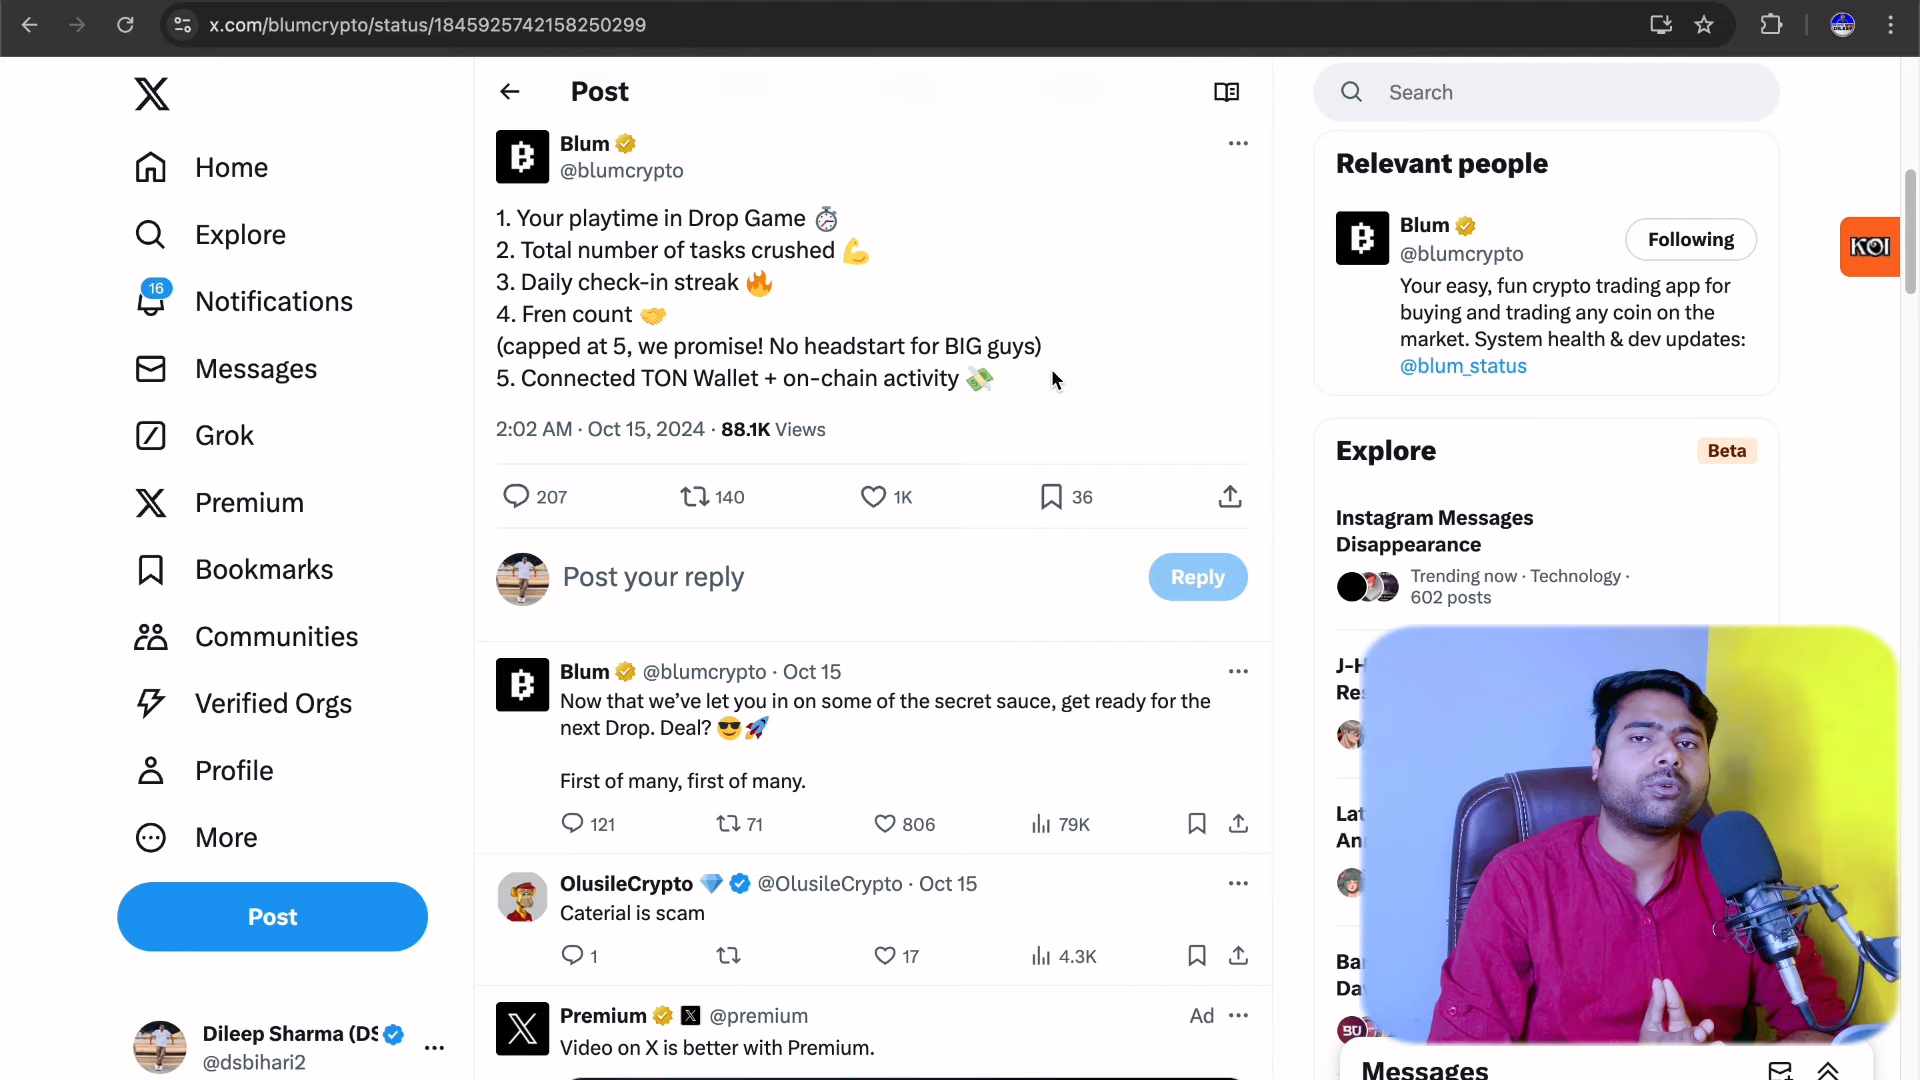 x.com/blumcrypto/status/1845925742158250299
Home
Explore
16
Notifications
Messages
Grok
Premium
Bookmarks
Communities
Verified Orgs
Profile
More
Post
Dileep Sharma (DS
@dsbihari2
Post
Blum
@blumcrypto
1. Your playtime in Drop Game ⏱️
2. Total number of tasks crushed 💪
3. Daily check-in streak 🔥
4. Fren count 🤝
(capped at 5, we promise! No headstart for BIG guys)
5. Connected TON Wallet + on-chain activity 💸
2:02 AM · Oct 15, 2024 · 88.1K Views
207 140 1K 36
Post your reply
Reply
Blum @blumcrypto · Oct 15
Now that we’ve let you in on some of the secret sauce, get ready for the
next Drop. Deal? 😎🚀
First of many, first of many.
121 71 806 79K
OlusileCrypto 💎 @OlusileCrypto · Oct 15
Caterial is scam
1 17 4.3K
Premium @premium Ad
Video on X is better with Premium.
Search
Relevant people
Blum
@blumcrypto
Following
Your easy, fun crypto trading app for
buying and trading any coin on the
market. System health & dev updates:
@blum_status
KOI
Explore
Beta
Instagram Messages
Disappearance
Trending now · Technology ·
602 posts
J-H
Res
Lat
An
Ba
Da
BU
Messages